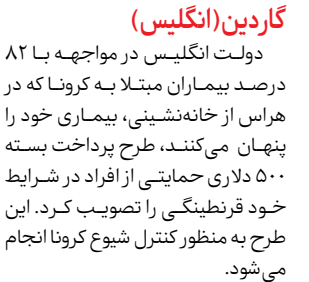 گاردین(انگلیس)
دولت انگلیس در مواجهه با ۸۲
درصد بیماران مبتلا به کرونا که در
هراس از خانه‌نشینی، بیماری خود را
پنهان می‌کنند، طرح پرداخت بسته
۵۰۰ دلاری حمایتی از افراد در شرایط
خود قرنطینگی را تصویب کرد. این
طرح به منظور کنترل شیوع کرونا انجام
می‌شود.